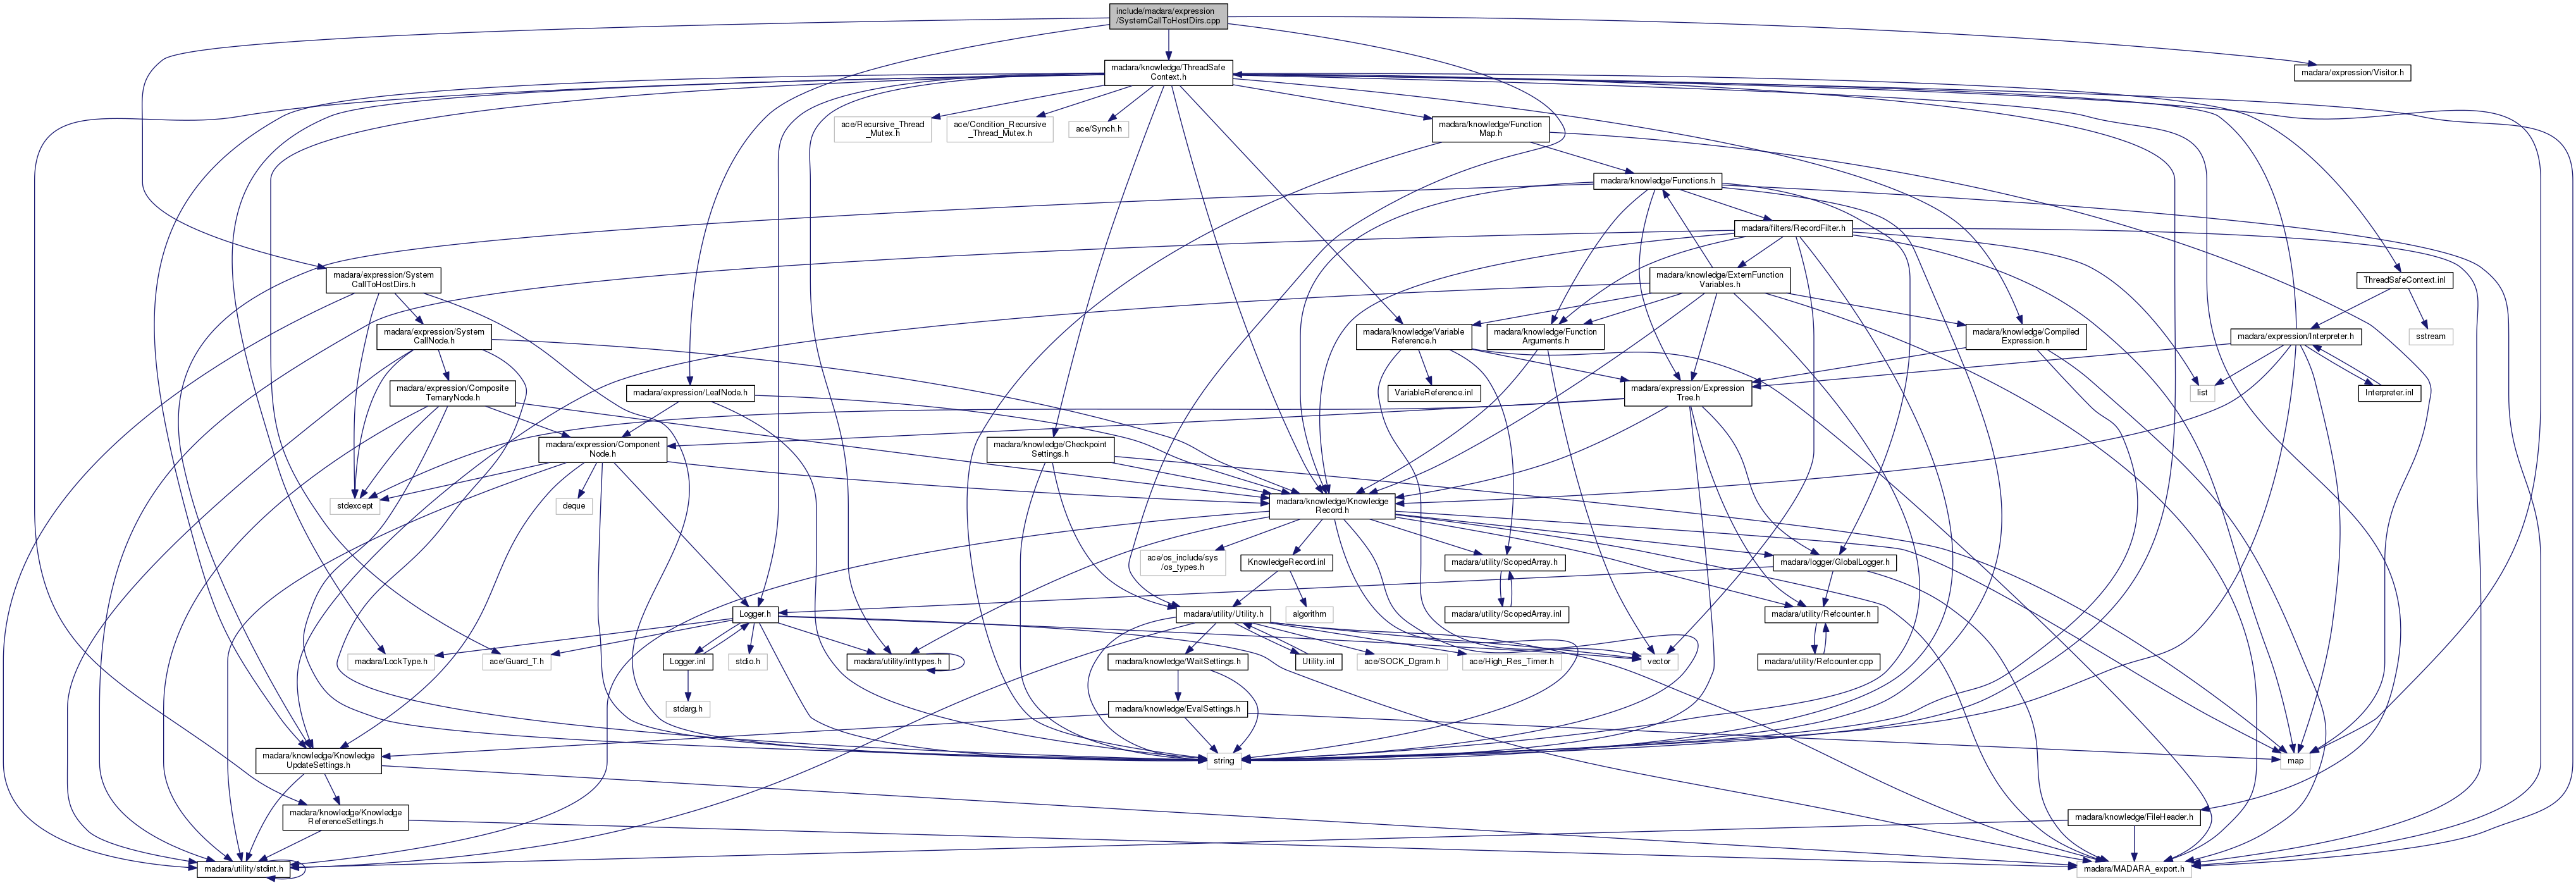 include/madara/expression
/SystemCallToHostDirs.cpp
madara/knowledge/ThreadSafe
Context.h
madara/expression/Visitor.h
ace/Recursive_Thread
_Mutex.h
ace/Condition_Recursive
_Thread_Mutex.h
ace/Synch.h
madara/knowledge/Function
Map.h
madara/knowledge/Functions.h
madara/filters/RecordFilter.h
madara/expression/System
CallToHostDirs.h
madara/knowledge/ExternFunction
Variables.h
ThreadSafeContext.inl
madara/expression/System
CallNode.h
madara/knowledge/Variable
Reference.h
madara/knowledge/Function
Arguments.h
madara/knowledge/Compiled
Expression.h
madara/expression/Interpreter.h
sstream
madara/expression/Composite
TernaryNode.h
madara/expression/LeafNode.h
VariableReference.inl
madara/expression/Expression
Tree.h
list
Interpreter.inl
madara/expression/Component
Node.h
madara/knowledge/Checkpoint
Settings.h
stdexcept
deque
madara/knowledge/Knowledge
Record.h
ace/os_include/sys
/os_types.h
KnowledgeRecord.inl
madara/utility/ScopedArray.h
madara/logger/GlobalLogger.h
Logger.h
madara/utility/Utility.h
algorithm
madara/utility/ScopedArray.inl
madara/utility/Refcounter.h
madara/LockType.h
ace/Guard_T.h
Logger.inl
stdio.h
madara/utility/inttypes.h
madara/knowledge/WaitSettings.h
Utility.inl
ace/SOCK_Dgram.h
ace/High_Res_Timer.h
vector
madara/utility/Refcounter.cpp
stdarg.h
madara/knowledge/EvalSettings.h
madara/knowledge/Knowledge
UpdateSettings.h
string
map
madara/knowledge/Knowledge
ReferenceSettings.h
madara/knowledge/FileHeader.h
madara/utility/stdint.h
madara/MADARA_export.h